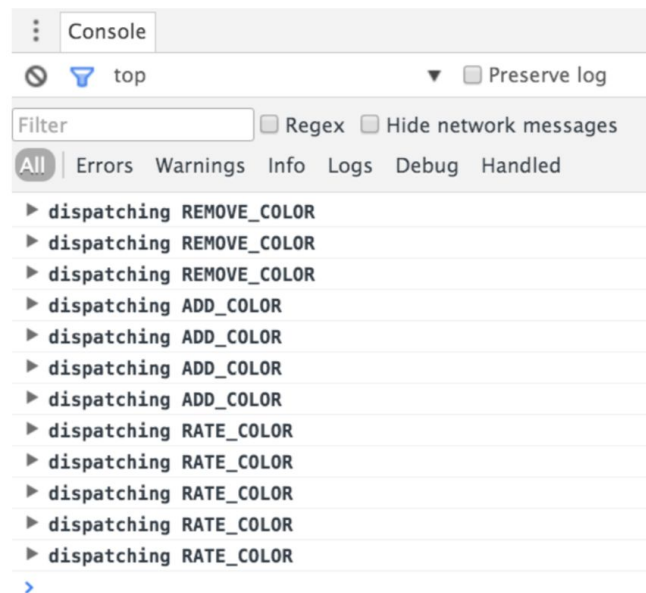 Console
top Preserve log
Filter Regex Hide network messages
All Errors Warnings Info Logs Debug Handled
dispatching REMOVE_COLOR
dispatching REMOVE_COLOR
dispatching REMOVE_COLOR
dispatching ADD_COLOR
dispatching ADD_COLOR
dispatching ADD_COLOR
dispatching ADD_COLOR
dispatching RATE_COLOR
dispatching RATE_COLOR
dispatching RATE_COLOR
dispatching RATE_COLOR
dispatching RATE_COLOR